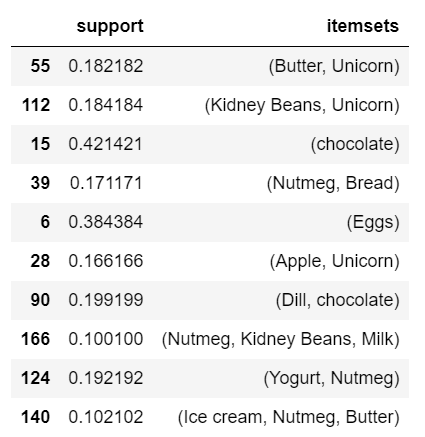 support itemsets
55 0.182182 (Butter, Unicorn)
112 0.184184 (Kidney Beans, Unicorn)
15 0.421421 (chocolate)
39 0.171171 (Nutmeg, Bread)
6 0.384384 (Eggs)
28 0.166166 (Apple, Unicorn)
90 0.199199 (Dill, chocolate)
166 0.100100 (Nutmeg, Kidney Beans, Milk)
124 0.192192 (Yogurt, Nutmeg)
140 0.102102 (Ice cream, Nutmeg, Butter)